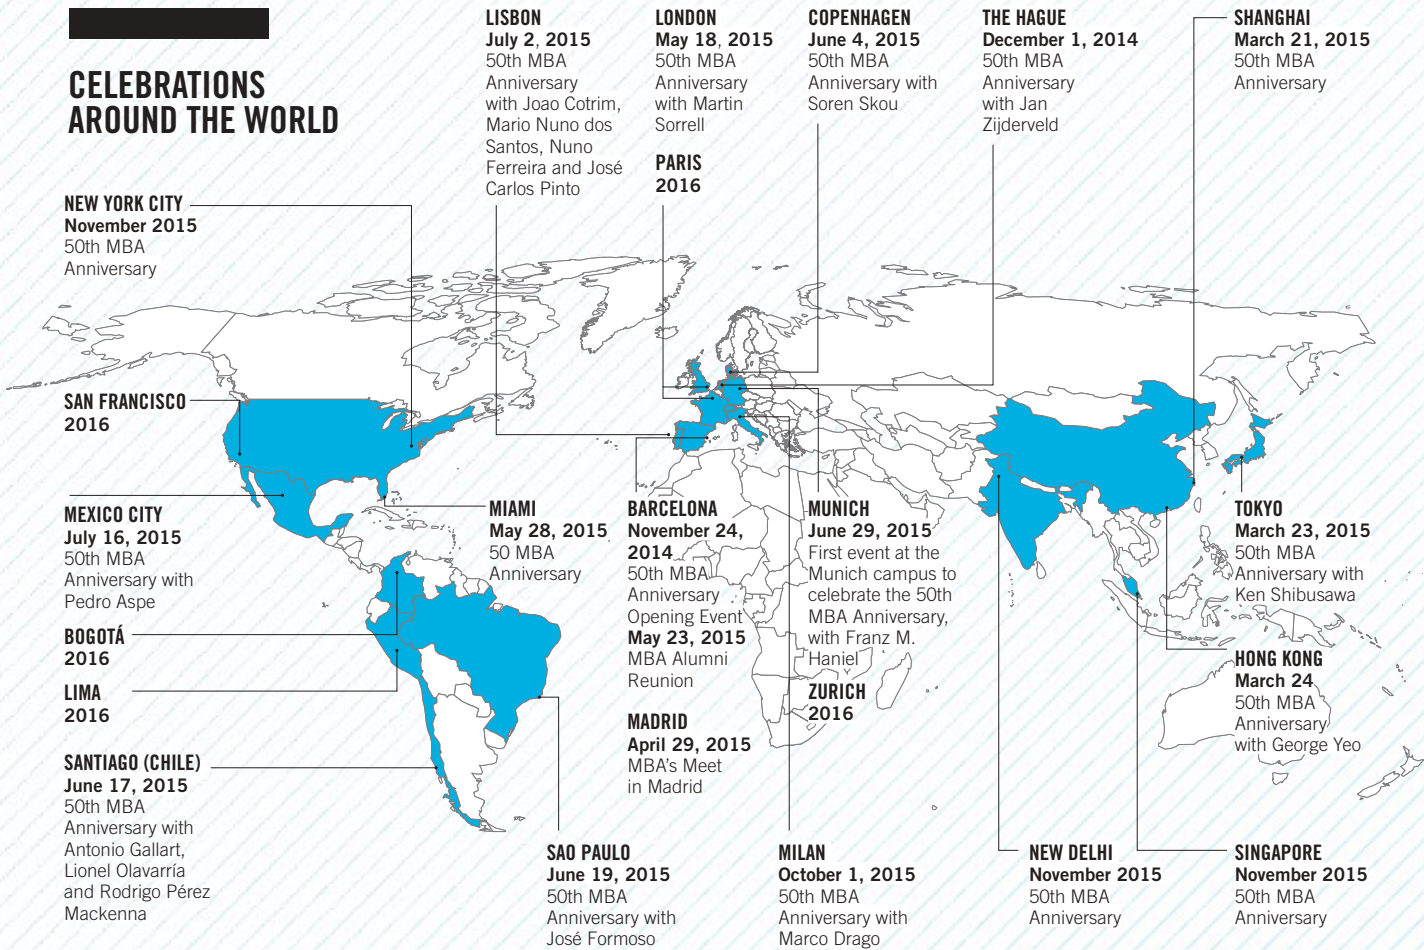 CELEBRATIONS
AROUND THE WORLD
LISBON
July 2, 2015
50th MBA
Anniversary
with Joao Cotrim,
Mario Nuno dos
Santos, Nuno
Ferreira and José
Carlos Pinto
LONDON
May 18, 2015
50th MBA
Anniversary
with Martin
Sorrell
PARIS
2016
COPENHAGEN
June 4, 2015
50th MBA
Anniversary with
Soren Skou
THE HAGUE
December 1, 2014
50th MBA
Anniversary
with Jan
Zijderveld
SHANGHAI
March 21, 2015
50th MBA
Anniversary
NEW YORK CITY
November 2015
50th MBA
Anniversary
SAN FRANCISCO
2016
MEXICO CITY
July 16, 2015
50th MBA
Anniversary with
Pedro Aspe
BOGOTÁ
2016
LIMA
2016
SANTIAGO (CHILE)
June 17, 2015
50th MBA
Anniversary with
Antonio Gallart,
Lionel Olavarría
and Rodrigo Pérez
Mackenna
MIAMI
May 28, 2015
50 MBA
Anniversary
BARCELONA
November 24,
2014
50th MBA
Anniversary
Opening Event
May 23, 2015
MBA Alumni
Reunion
MADRID
April 29, 2015
MBA's Meet
in Madrid
MUNICH
June 29, 2015
First event at the
Munich campus to
celebrate the 50th
MBA Anniversary,
with Franz M.
Haniel
ZURICH
2016
TOKYO
March 23, 2015
50th MBA
Anniversary with
Ken Shibusawa
HONG KONG
March 24
50th MBA
Anniversary
with George Yeo
SAO PAULO
June 19, 2015
50th MBA
Anniversary with
José Formoso
MILAN
October 1, 2015
50th MBA
Anniversary with
Marco Drago
NEW DELHI
November 2015
50th MBA
Anniversary
SINGAPORE
November 2015
50th MBA
Anniversary